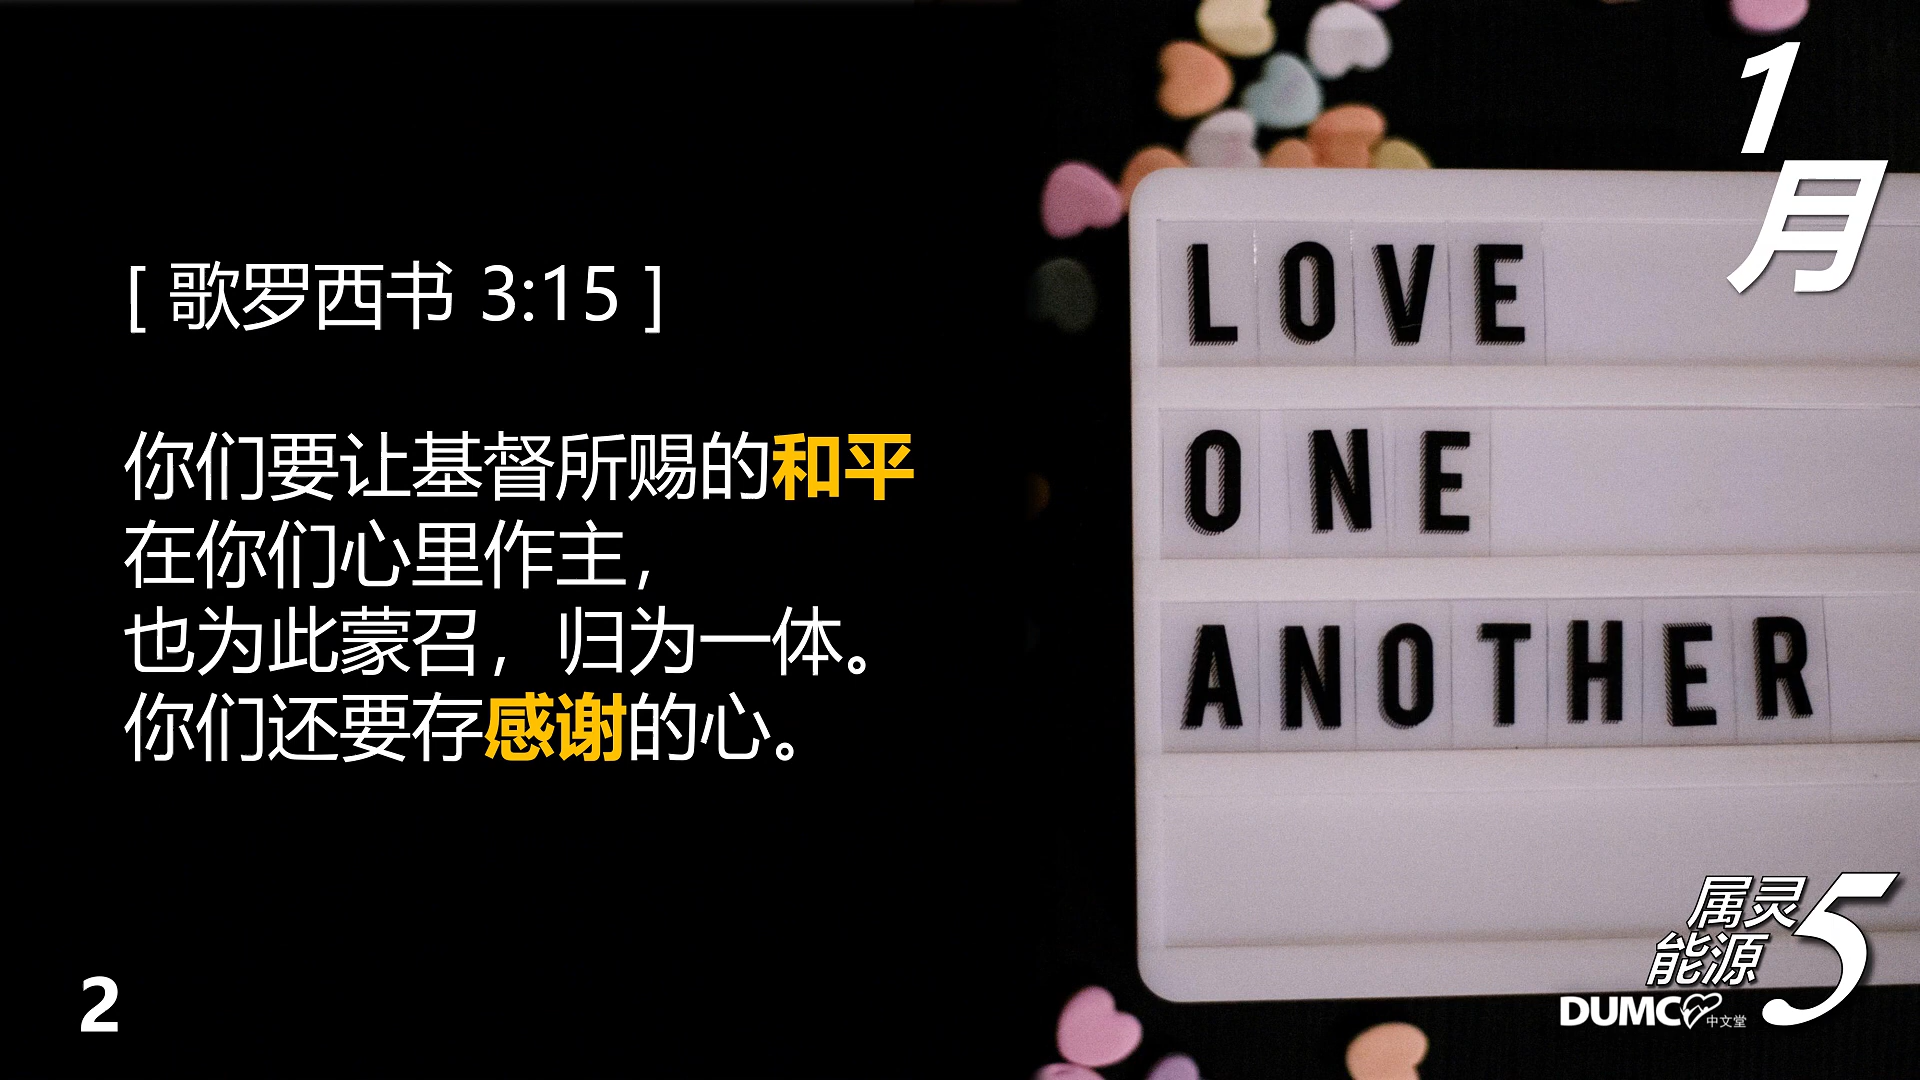 [ 歌罗西书 3:15 ]
你们要让基督所赐的和平
在你们心里作主，
也为此蒙召，归为一体。
你们还要存感谢的心。
2
LOVE
ONE
ANOTHER
1
月
属灵
能源
5
DUMC 中文堂